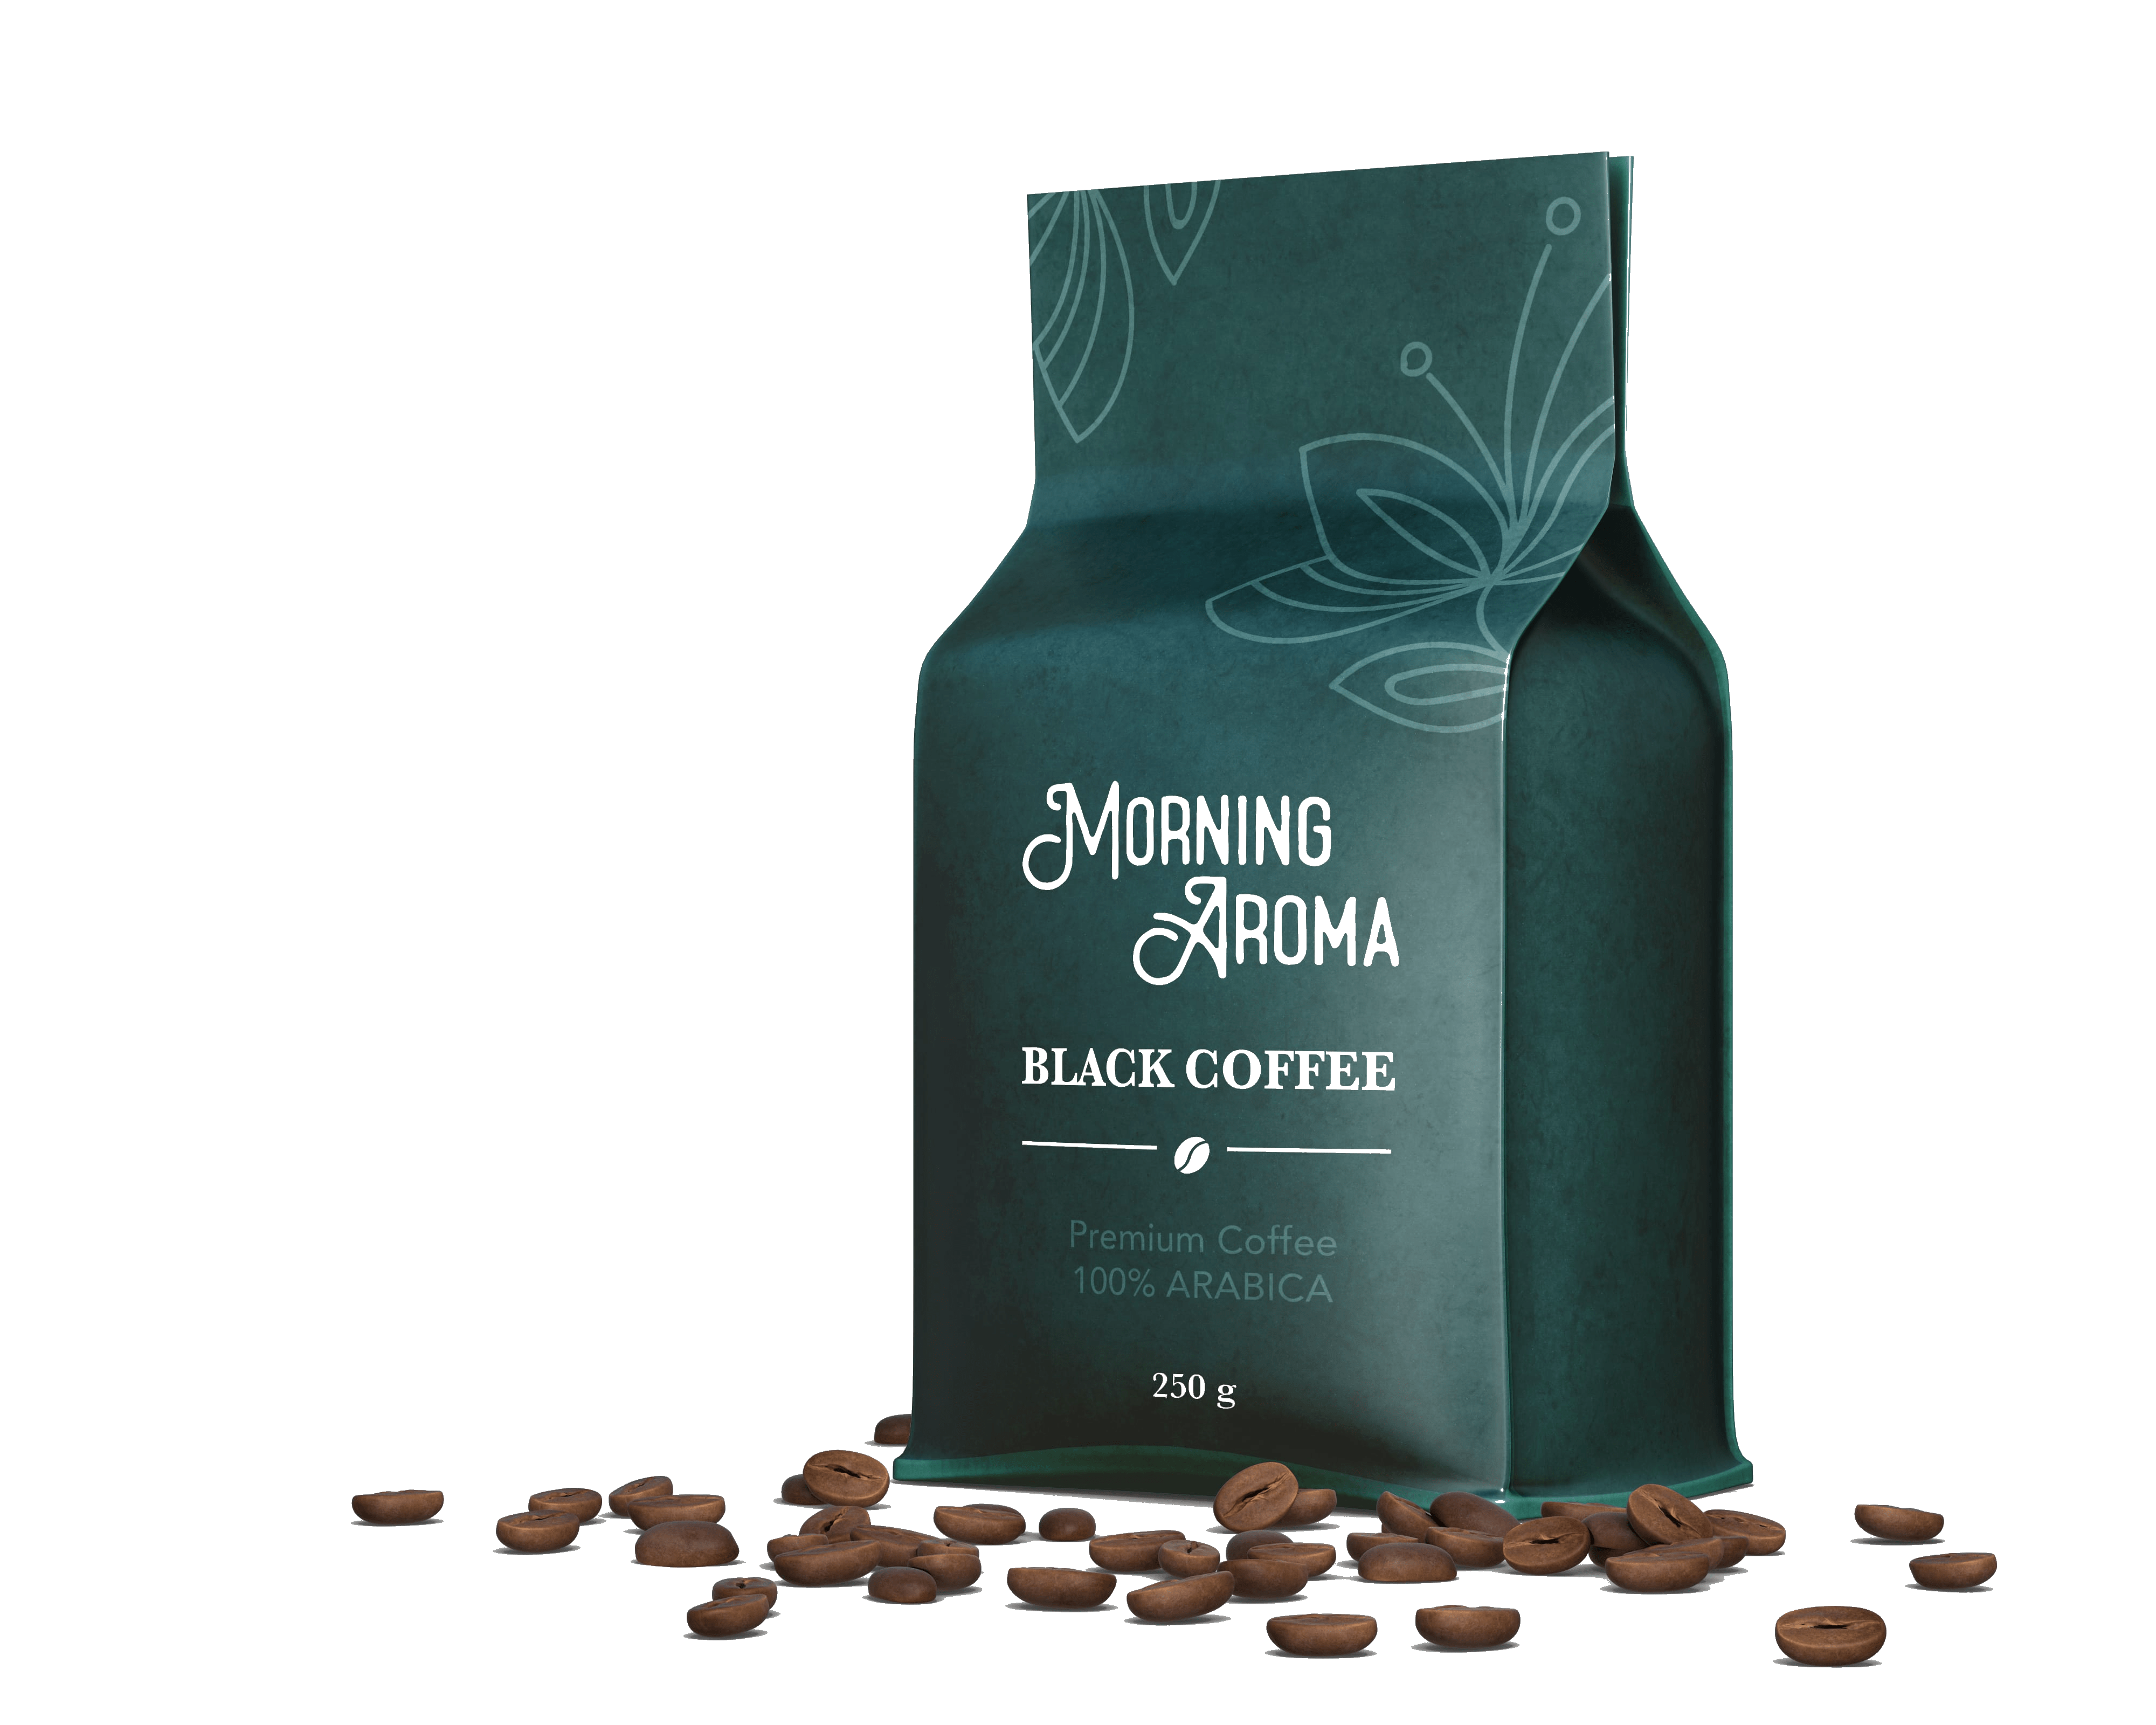 MORNING
AROMA
BLACK COFFEE
Premium Coffee
100% ARABICA
250 g